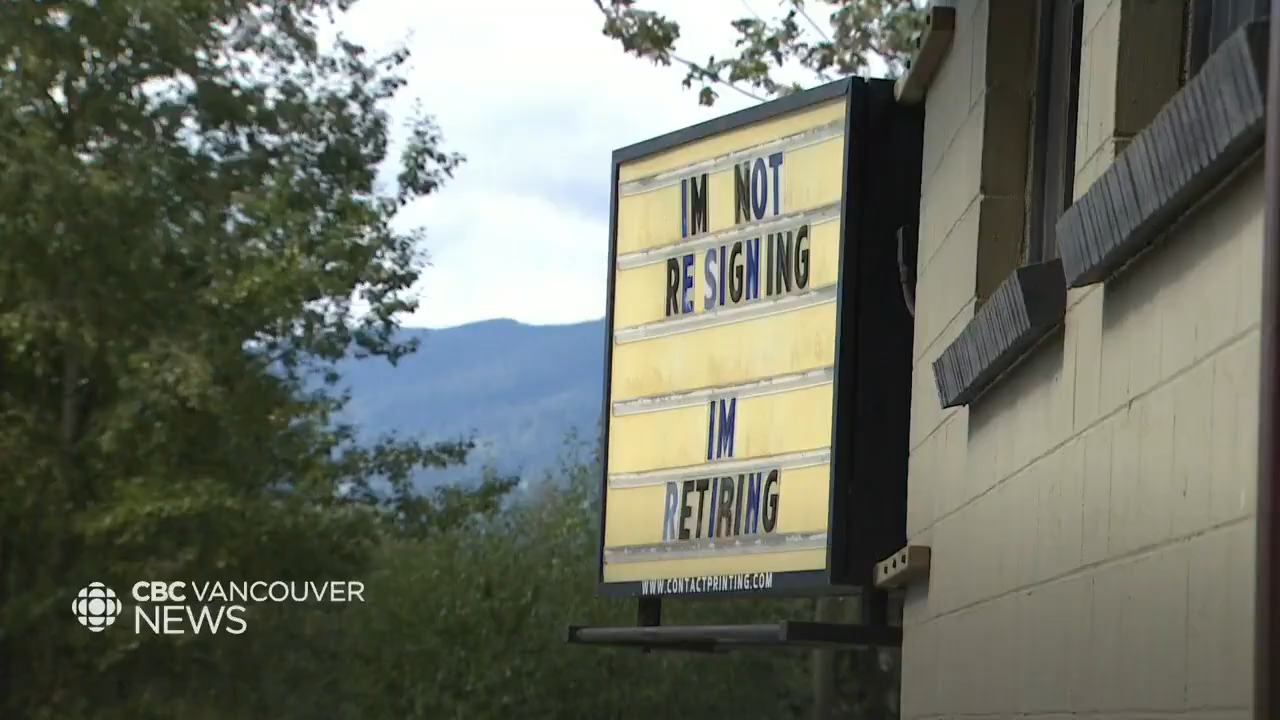 IM NOT
RESIGNING
IM
RETIRING
WWW.CONTACTPRINTING.COM
CBC VANCOUVER
NEWS